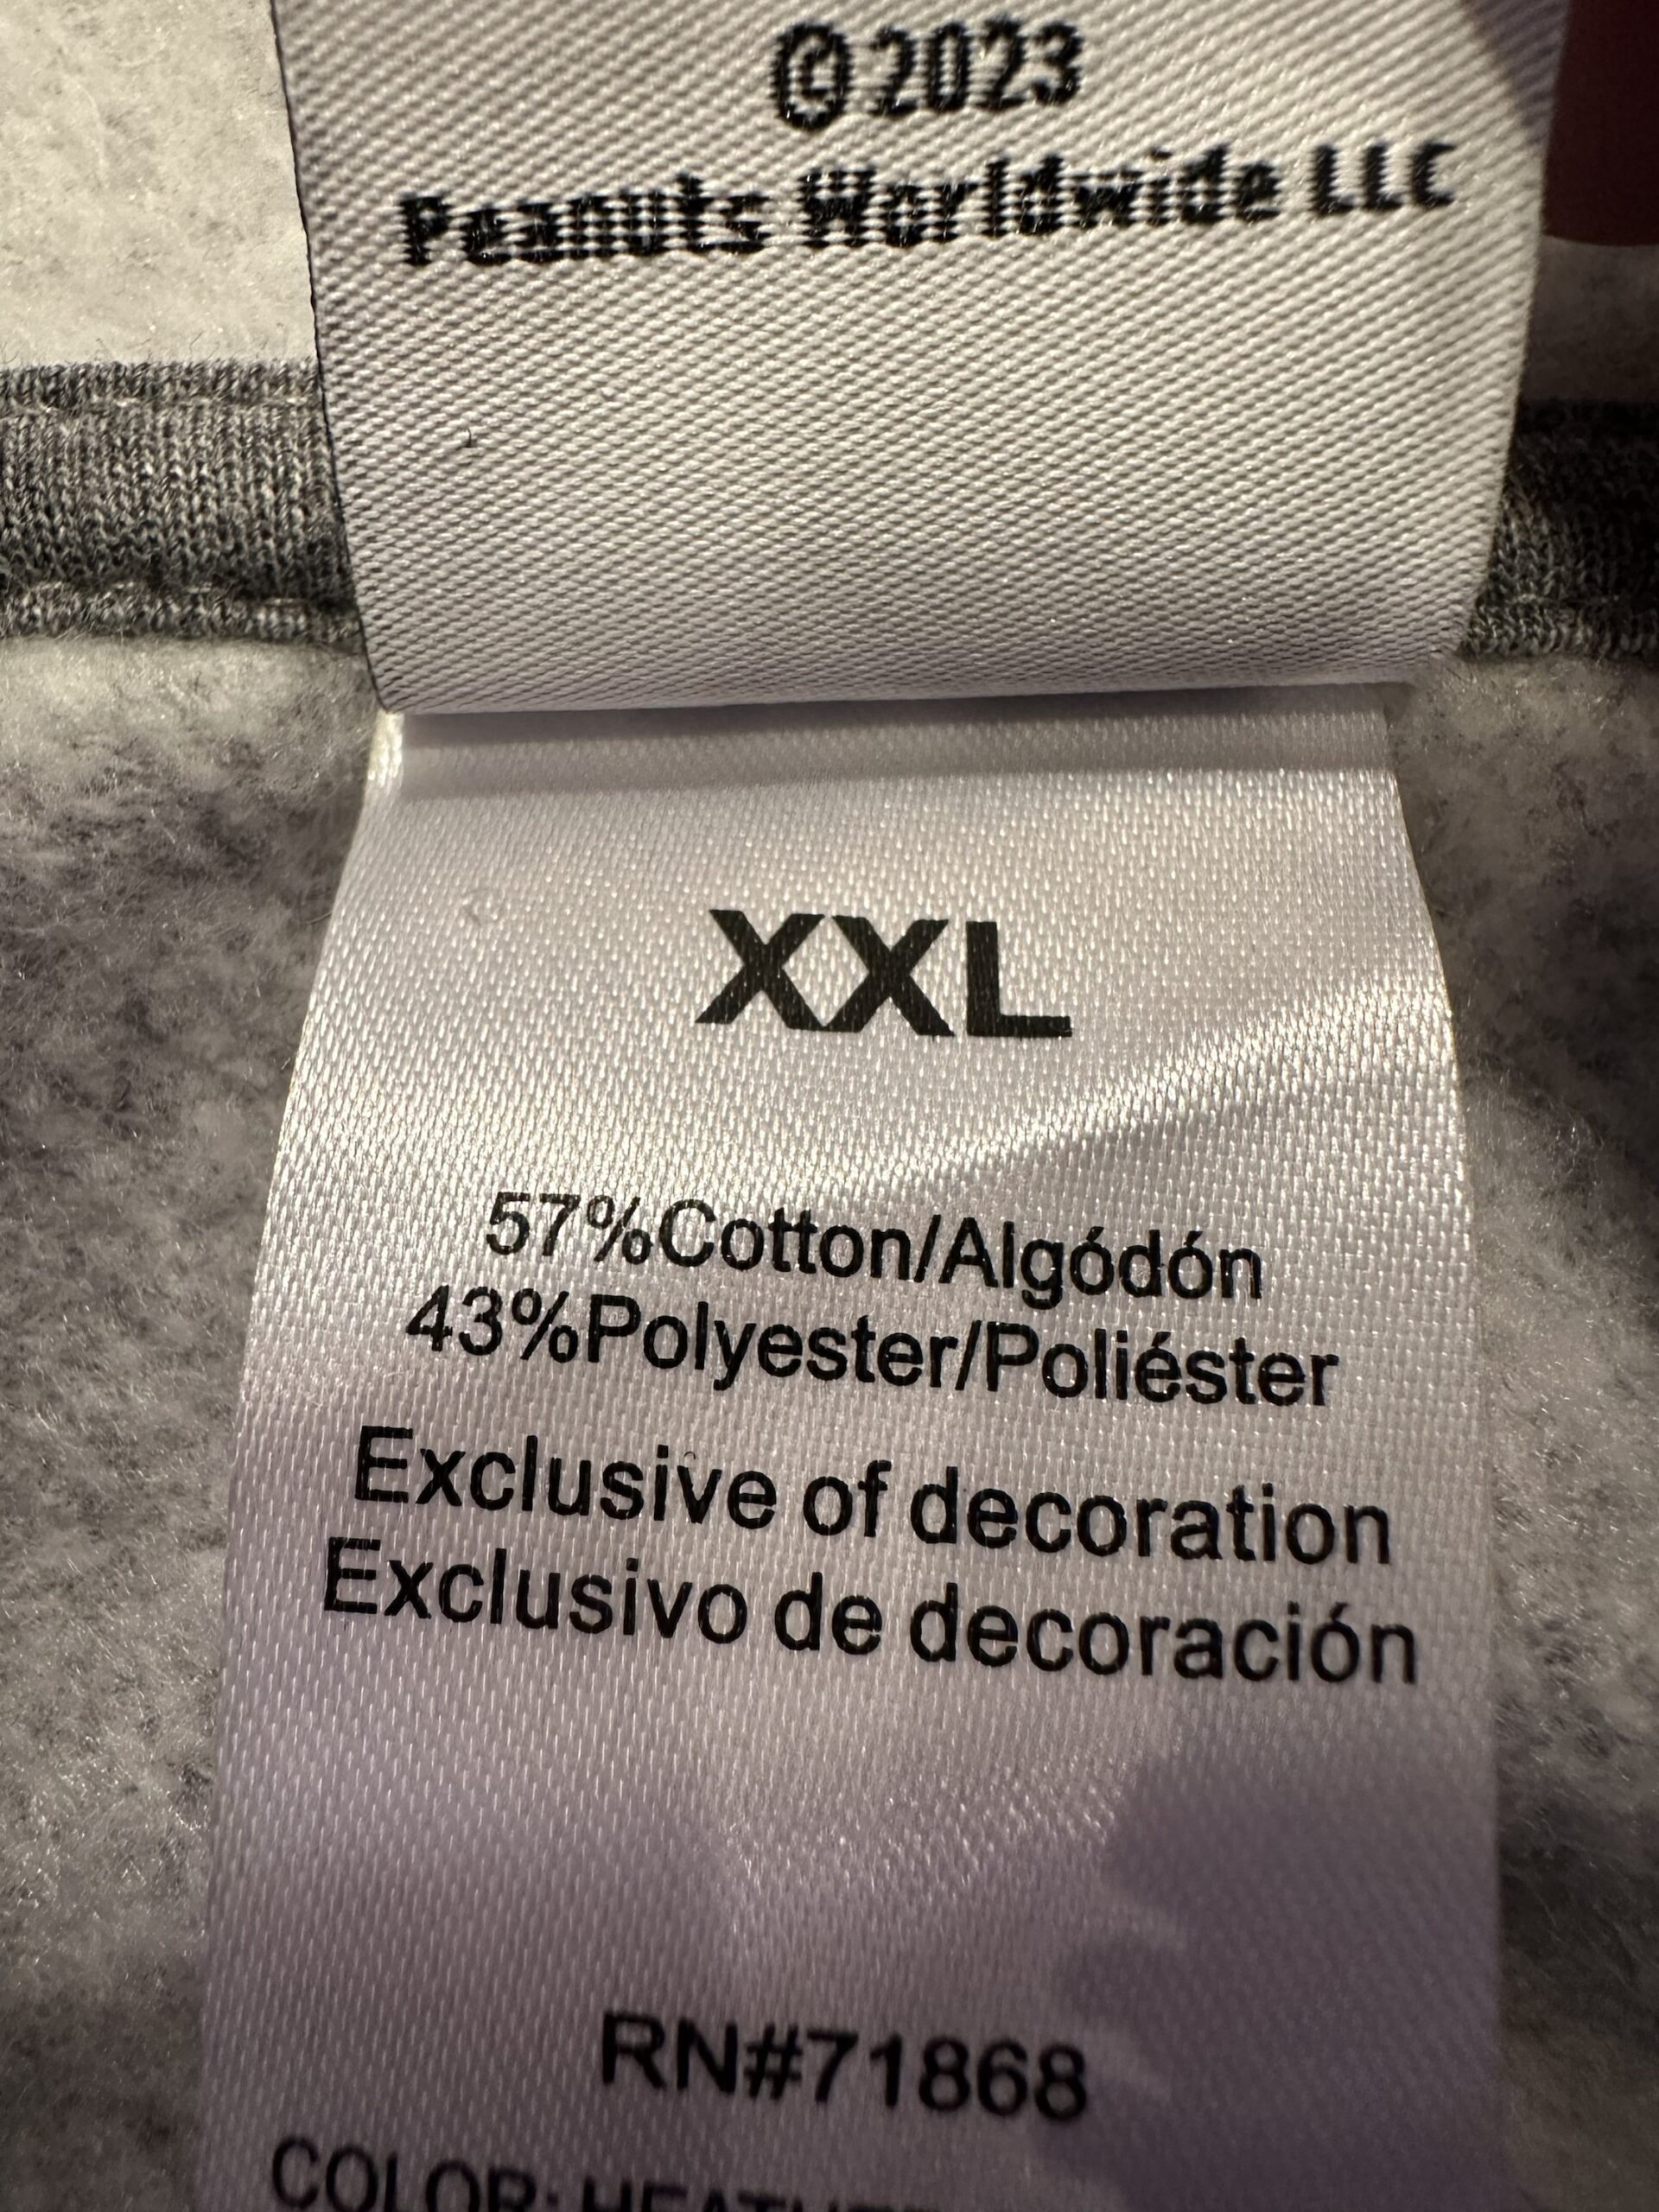 ©2023
Peanuts Worldwide LLC
XXL
57%Cotton/Algódón
43%Polyester/Poliéster
Exclusive of decoration
Exclusivo de decoración
RN#71868
COLOR: